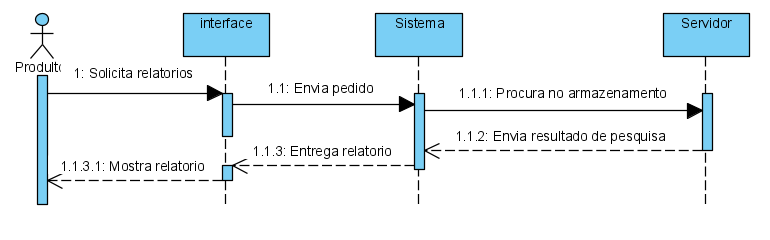 interface
Sistema
Servidor
1: Solicita relatorios
1.1: Envia pedido
1.1.1: Procura no armazenamento
1.1.2: Envia resultado de pesquisa
1.1.3: Entrega relatorio
1.1.3.1: Mostra relatorio